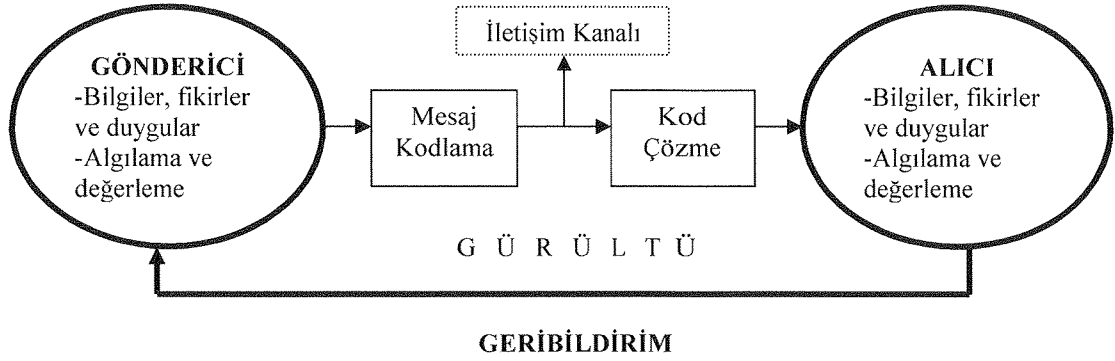 İletişim Kanalı
GÖNDERİCİ
-Bilgiler, fikirler
ve duygular
-Algılama ve
değerleme
Mesaj
Kodlama
Kod
Çözme
ALICI
-Bilgiler, fikirler
ve duygular
-Algılama ve
değerleme
G Ü R Ü L T Ü
GERİBİLDİRİM